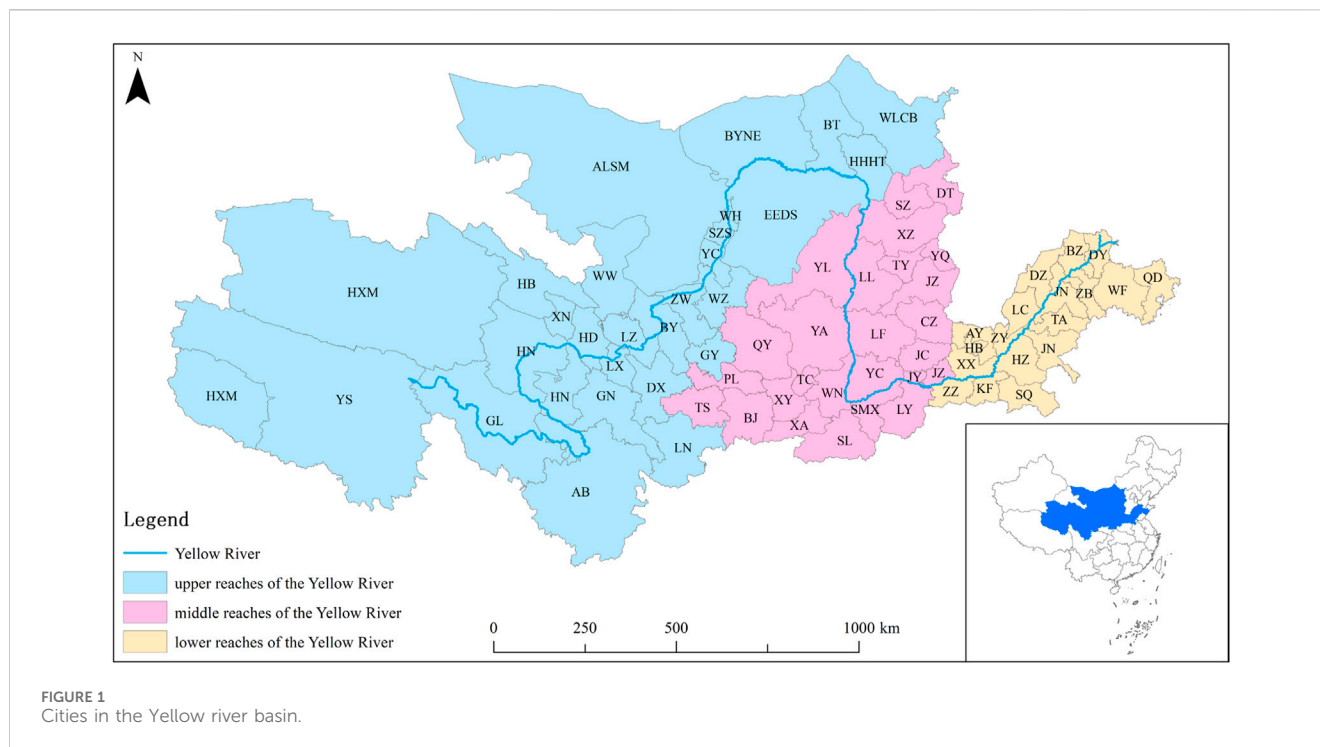 N
WLCB
BT
BYNE
HHHT
ALSM
DT
SZ
WH
EEDS
SZS
XZ
BZ
DY
YC
YL
LL
TY
YQ
JZ
DZ
QD
HXM
HB
WW
ZW
WZ
JN
ZB
WF
LC
XN
HD
LZ
BY
YA
LF
CZ
AY
ZY
TA
HN
QY
GY
HB
XX
HZ
JN
LX
JC
HXM
YS
HN
GN
DX
PL
TC
YC
JY
JZ
ZZ
KF
SQ
GL
TS
BJ
XY
WN
SMX
LY
XA
SL
LN
AB
Legend
Yellow River
upper reaches of the Yellow River
middle reaches of the Yellow River
lower reaches of the Yellow River
0 250 500 1000 km
FIGURE 1
Cities in the Yellow river basin.